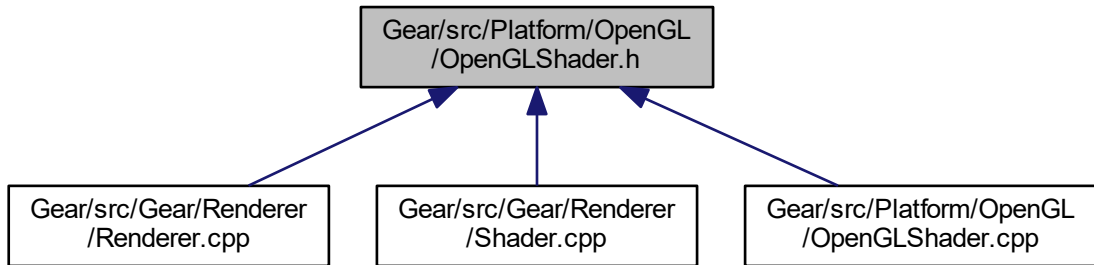 Gear/src/Platform/OpenGL
/OpenGLShader.h
Gear/src/Gear/Renderer
/Renderer.cpp
Gear/src/Gear/Renderer
/Shader.cpp
Gear/src/Platform/OpenGL
/OpenGLShader.cpp